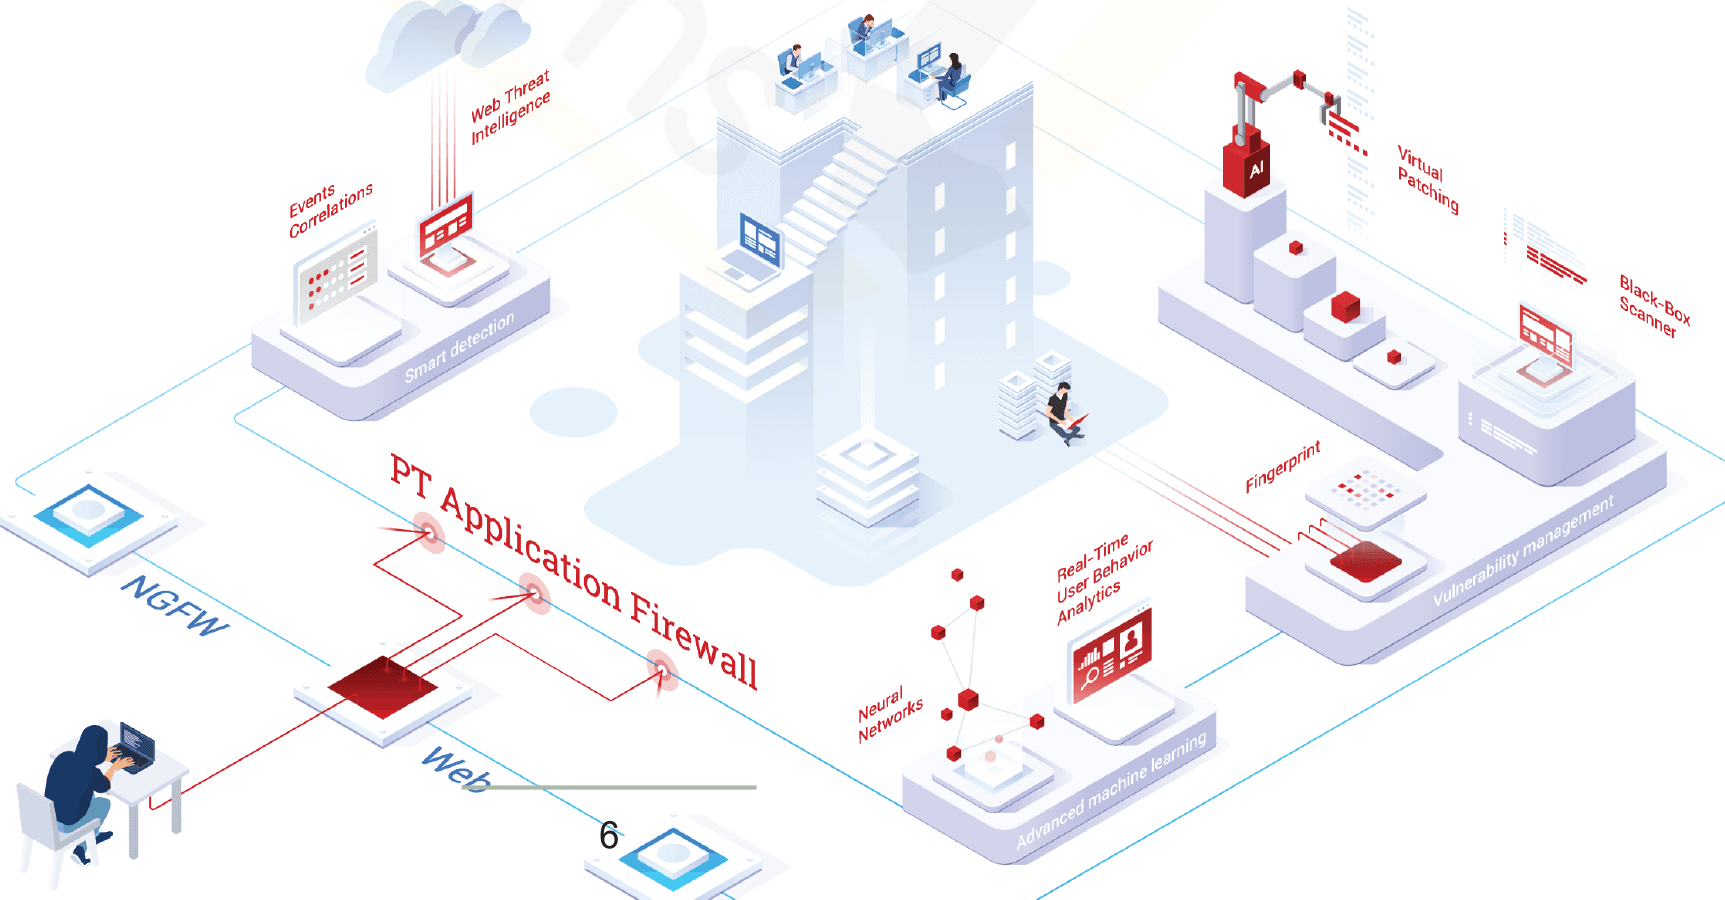 Web Threat
Intelligence
Events
Correlations
Smart detection
AI
Virtual
Patching
Black-Box
Scanner
Fingerprint
Vulnerability management
PT Application Firewall
Real-Time
User Behavior
Analytics
Neural
Networks
Advanced machine learning
NGFW
Web
6